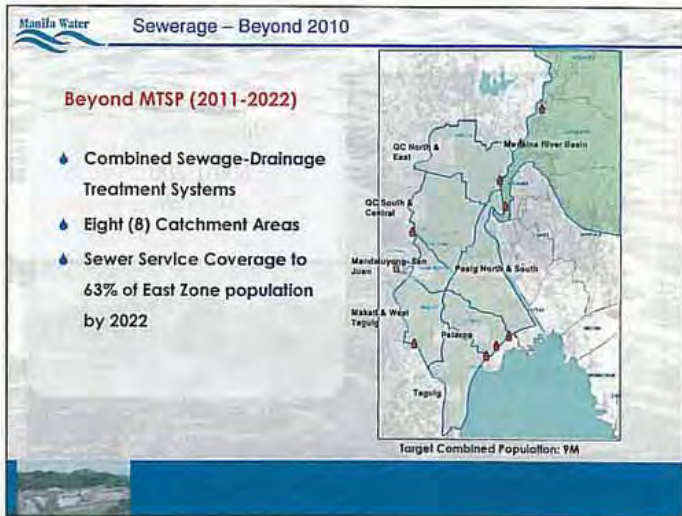 Manila Water
Sewerage – Beyond 2010
Beyond MTSP (2011-2022)
Combined Sewage-Drainage
Treatment Systems
Eight (8) Catchment Areas
Sewer Service Coverage to
63% of East Zone population
by 2022
QC North &
East
Marikina River Basin
QC South &
Central
Mandaluyong- San
Juan
Pasig North & South
Makati & West
Taguig
Pateros
Taguig
Target Combined Population: 9M